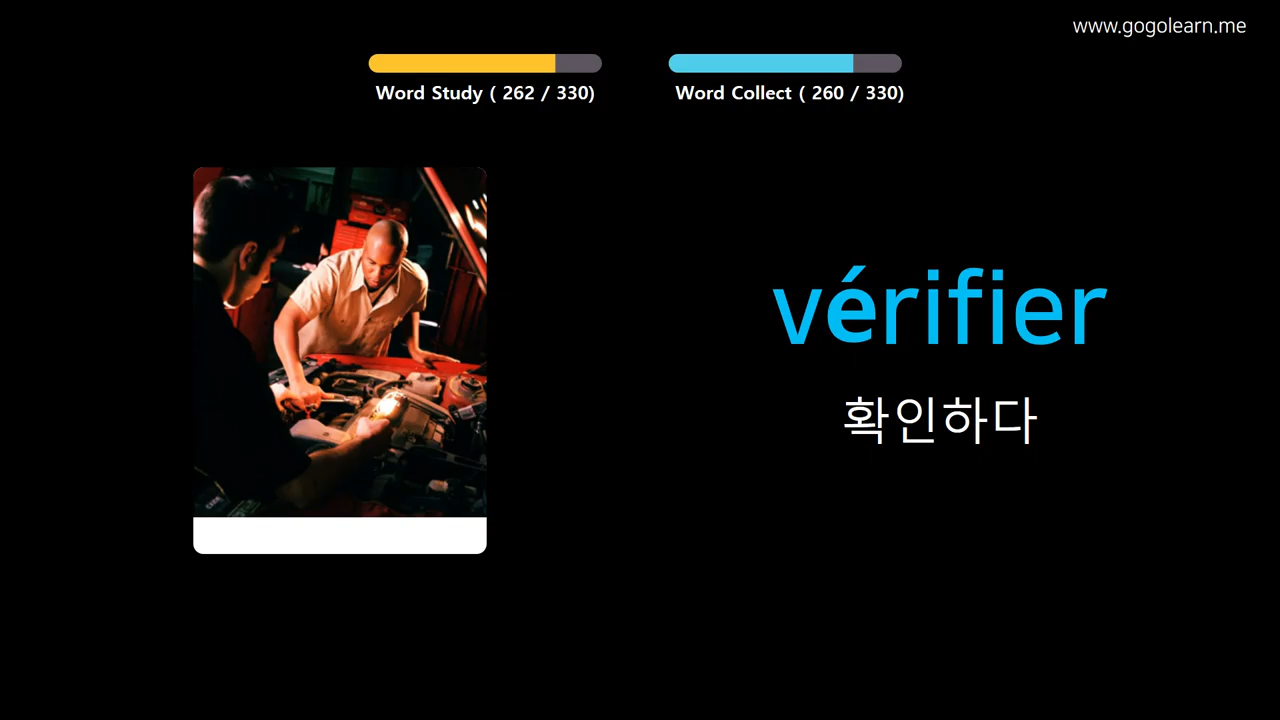 www.gogolearn.me
Word Study ( 262 / 330)
Word Collect ( 260 / 330)
vérifier
확인하다